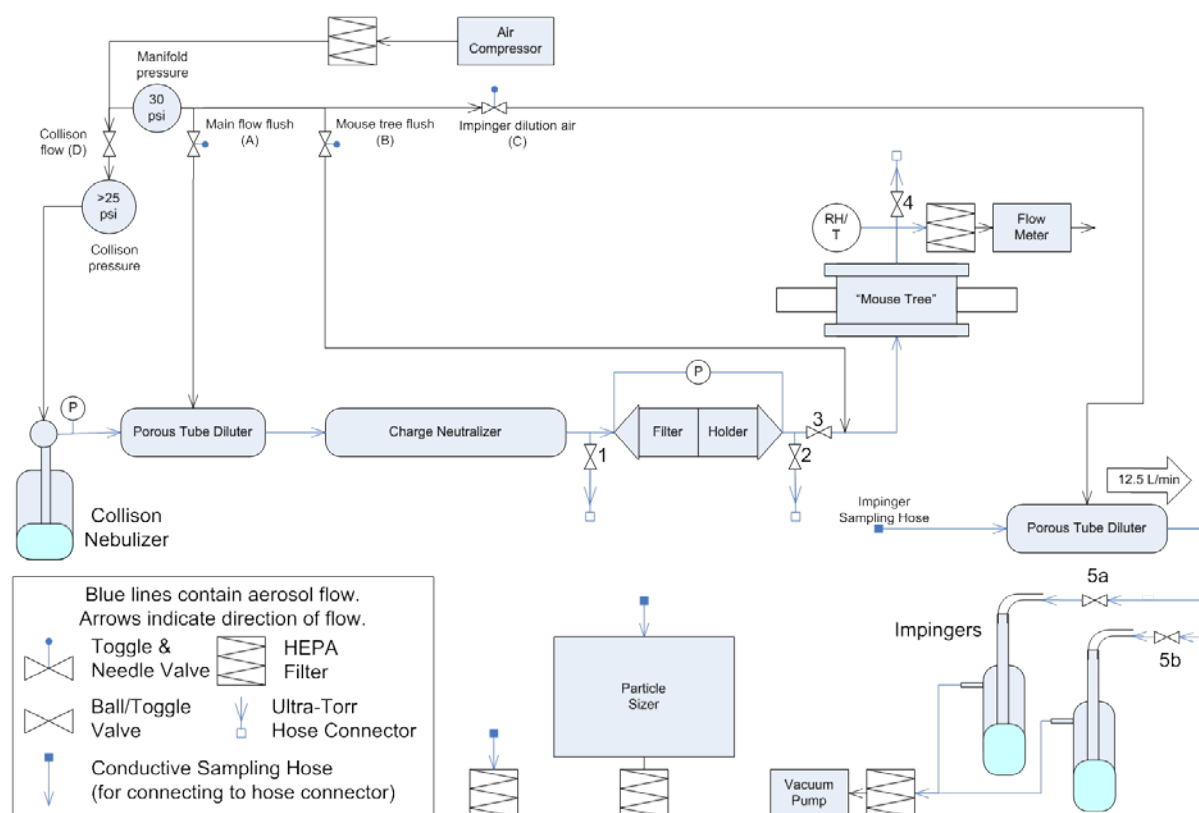 Air
Compressor
Manifold
pressure
30
psi
Main flow flush
(A)
Mouse tree flush
(B)
Impinger dilution air
(C)
Collison
flow (D)
>25
psi
Collison
pressure
4
RH/
T
Flow
Meter
"Mouse Tree"
P
P
Porous Tube Diluter
Charge Neutralizer
Filter
Holder
3
1
2
12.5 L/min
Impinger
Sampling Hose
Porous Tube Diluter
Collison
Nebulizer
5a
Impingers
5b
Blue lines contain aerosol flow.
Arrows indicate direction of flow.
Toggle &
Needle Valve
HEPA
Filter
Ball/Toggle
Valve
Ultra-Torr
Hose Connector
Conductive Sampling Hose
(for connecting to hose connector)
Particle
Sizer
Vacuum
Pump